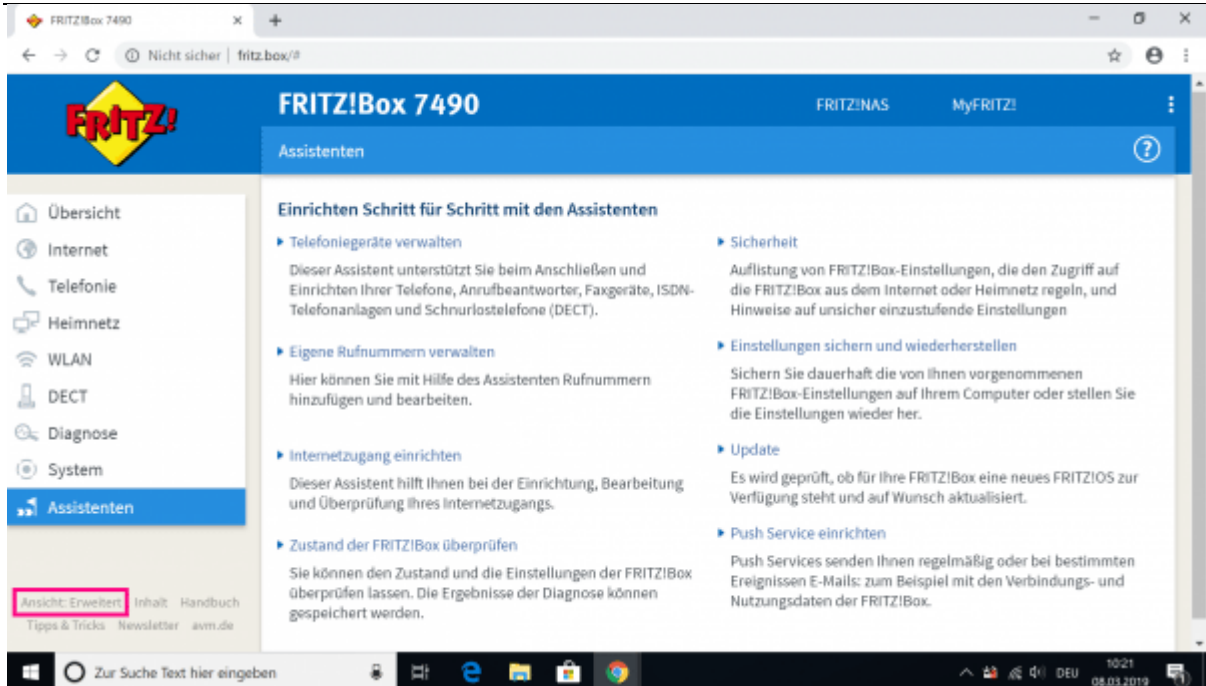 FRITZ!Box 7490
Nicht sicher | fritz.box/#
FRITZ!
FRITZ!Box 7490
FRITZ!NAS
MyFRITZ!
Assistenten
Übersicht
Internet
Telefonie
Heimnetz
WLAN
DECT
Diagnose
System
Assistenten
Ansicht: Erweitert Inhalt Handbuch
Tipps & Tricks Newsletter avm.de
Einrichten Schritt für Schritt mit den Assistenten
Telefoniegeräte verwalten
Dieser Assistent unterstützt Sie beim Anschließen und
Einrichten Ihrer Telefone, Anrufbeantworter, Faxgeräte, ISDN-
Telefonanlagen und Schnurlostelefone (DECT).
Eigene Rufnummern verwalten
Hier können Sie mit Hilfe des Assistenten Rufnummern
hinzufügen und bearbeiten.
Internetzugang einrichten
Dieser Assistent hilft Ihnen bei der Einrichtung, Bearbeitung
und Überprüfung Ihres Internetzugangs.
Zustand der FRITZ!Box überprüfen
Sie können den Zustand und die Einstellungen der FRITZ!Box
überprüfen lassen. Die Ergebnisse der Diagnose können
gespeichert werden.
Sicherheit
Auflistung von FRITZ!Box-Einstellungen, die den Zugriff auf
die FRITZ!Box aus dem Internet oder Heimnetz regeln, und
Hinweise auf unsicher einzustufende Einstellungen
Einstellungen sichern und wiederherstellen
Sichern Sie dauerhaft die von Ihnen vorgenommenen
FRITZ!Box-Einstellungen auf Ihrem Computer oder stellen Sie
die Einstellungen wieder her.
Update
Es wird geprüft, ob für Ihre FRITZ!Box eine neues FRITZ!OS zur
Verfügung steht und auf Wunsch aktualisiert.
Push Service einrichten
Push Services senden Ihnen regelmäßig oder bei bestimmten
Ereignissen E-Mails: zum Beispiel mit den Verbindungs- und
Nutzungsdaten der FRITZ!Box.
Zur Suche Text hier eingeben
DEU
10:21
08.03.2019